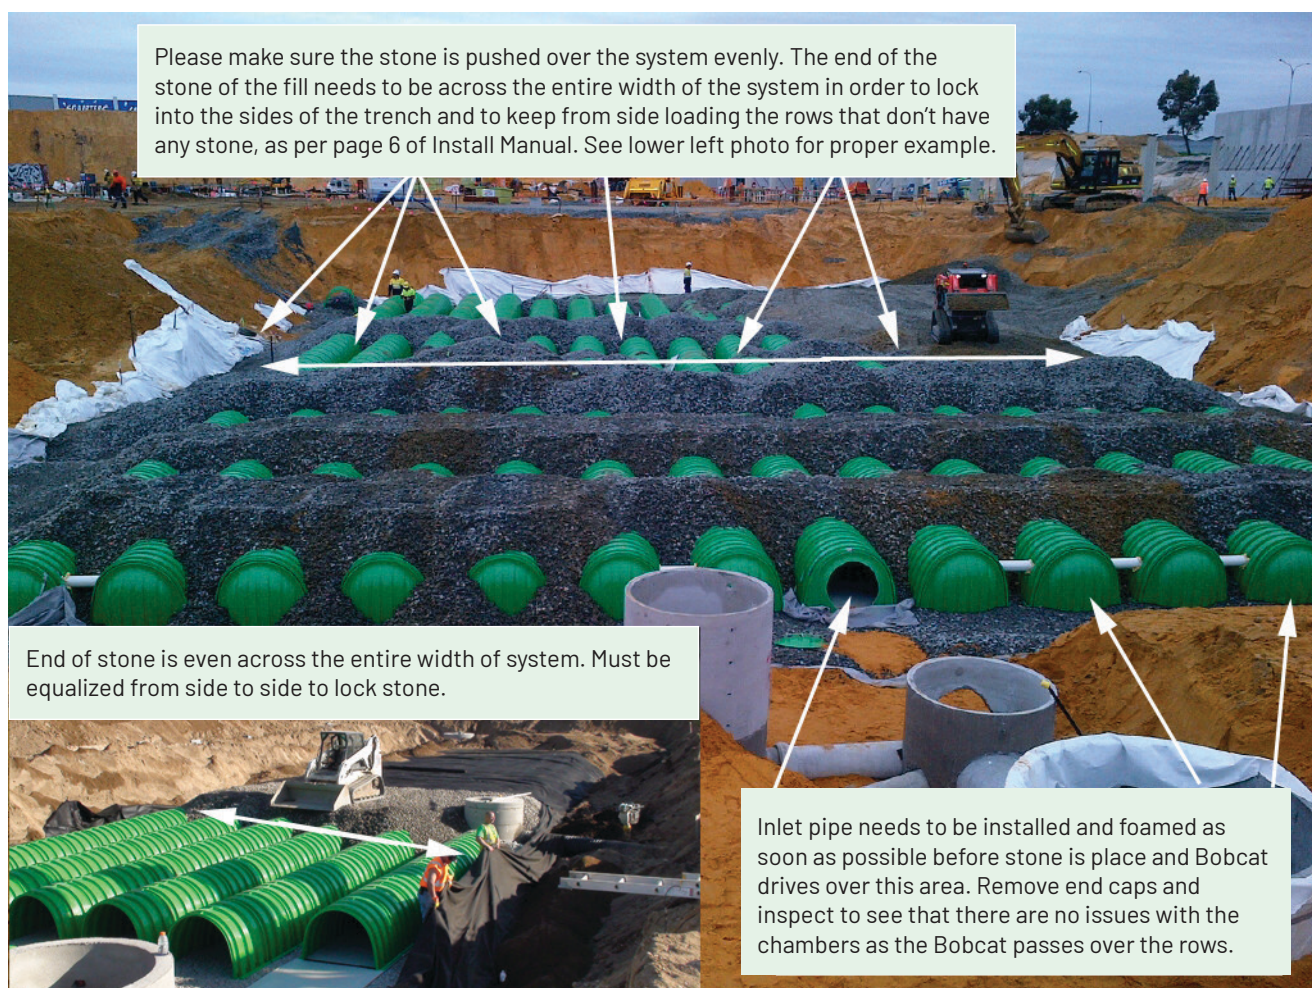 Please make sure the stone is pushed over the system evenly. The end of the
stone of the fill needs to be across the entire width of the system in order to lock
into the sides of the trench and to keep from side loading the rows that don’t have
any stone, as per page 6 of Install Manual. See lower left photo for proper example.
End of stone is even across the entire width of system. Must be
equalized from side to side to lock stone.
Inlet pipe needs to be installed and foamed as
soon as possible before stone is place and Bobcat
drives over this area. Remove end caps and
inspect to see that there are no issues with the
chambers as the Bobcat passes over the rows.